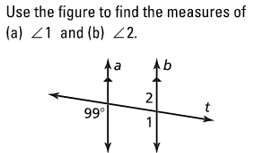 Use the figure to find the measures of
(a) ∠1 and (b) ∠2.
a
b
2
t
99°
1